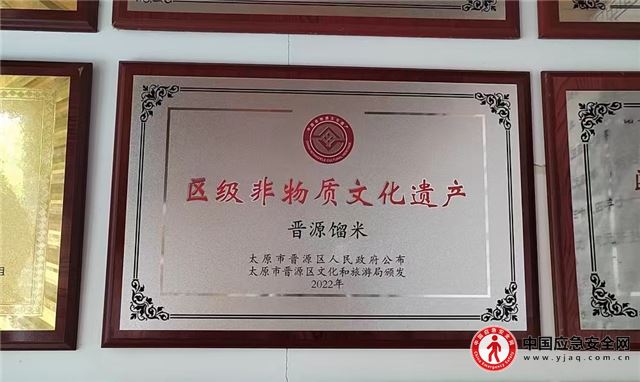 区级非物质文化遗产
晋源馏米
太原市晋源区人民政府公布
太原市晋源区文化和旅游局颁发
2022年
中国应急安全网
www.yjaq.com.cn